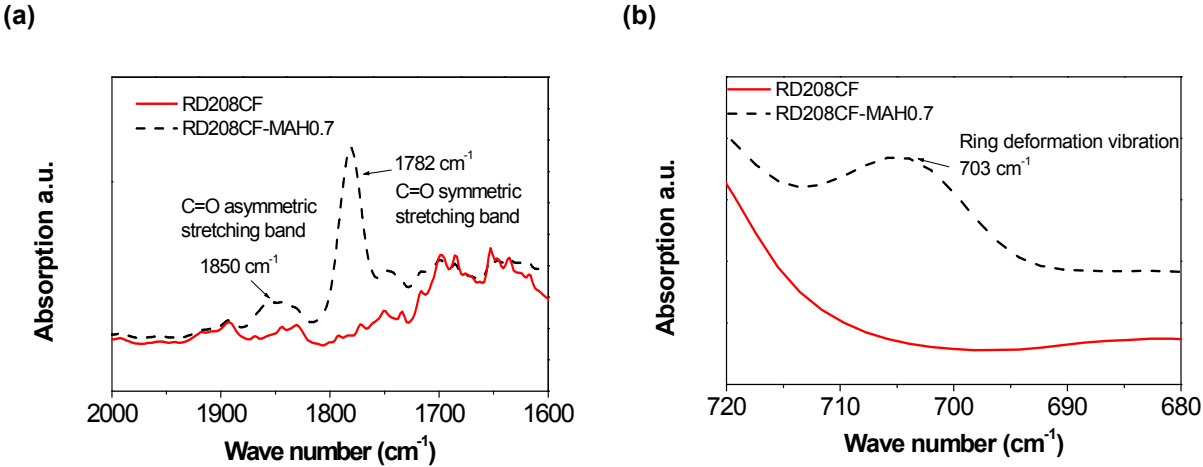 (a)
RD208CF
RD208CF-MAH0.7
1782 cm⁻¹
C=O symmetric
stretching band
C=O asymmetric
stretching band
1850 cm⁻¹
Absorption a.u.
2000 1900 1800 1700 1600
Wave number (cm⁻¹)
(b)
RD208CF
RD208CF-MAH0.7
Ring deformation vibration
703 cm⁻¹
Absorption a.u.
720 710 700 690 680
Wave number (cm⁻¹)